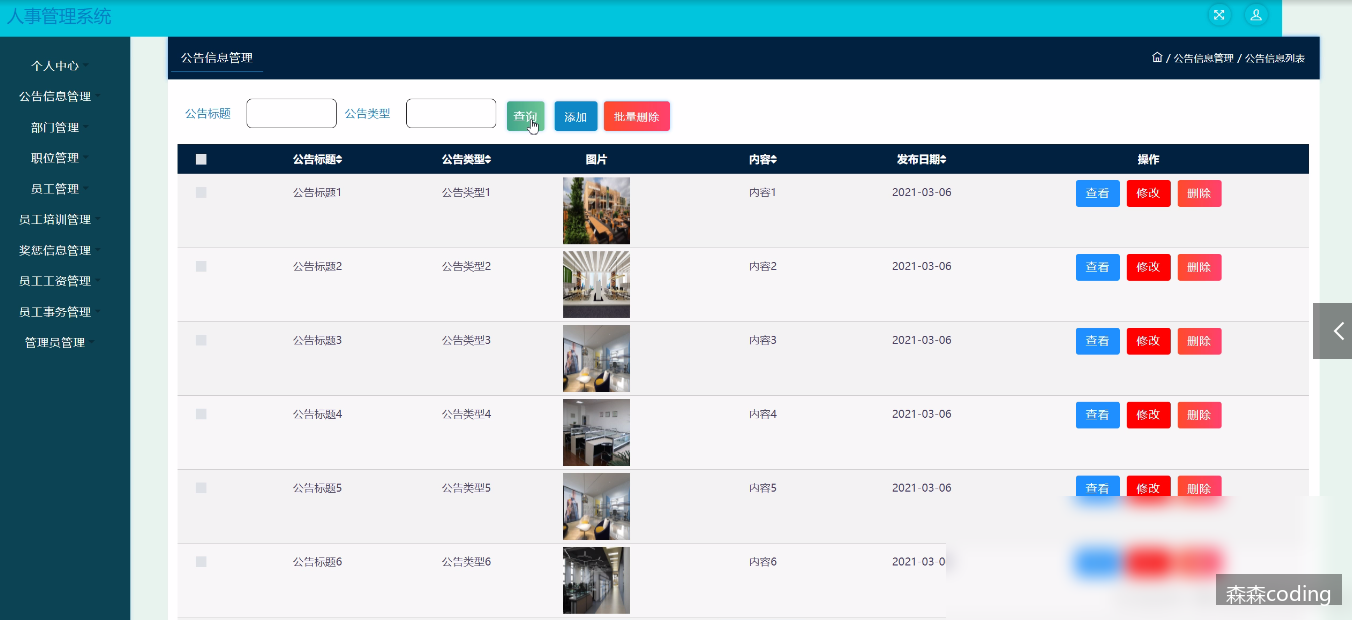 人事管理系统
公告信息管理
/ 公告信息管理 / 公告信息列表
个人中心
公告信息管理
部门管理
职位管理
员工管理
员工培训管理
奖惩信息管理
员工工资管理
员工事务管理
管理员管理
公告标题 公告类型 查询 添加 批量删除
公告标题 公告类型 图片 内容 发布日期 操作
公告标题1 公告类型1 内容1 2021-03-06 查看 修改 删除
公告标题2 公告类型2 内容2 2021-03-06 查看 修改 删除
公告标题3 公告类型3 内容3 2021-03-06 查看 修改 删除
公告标题4 公告类型4 内容4 2021-03-06 查看 修改 删除
公告标题5 公告类型5 内容5 2021-03-06 查看 修改 删除
公告标题6 公告类型6 内容6 2021-03-0
森森coding